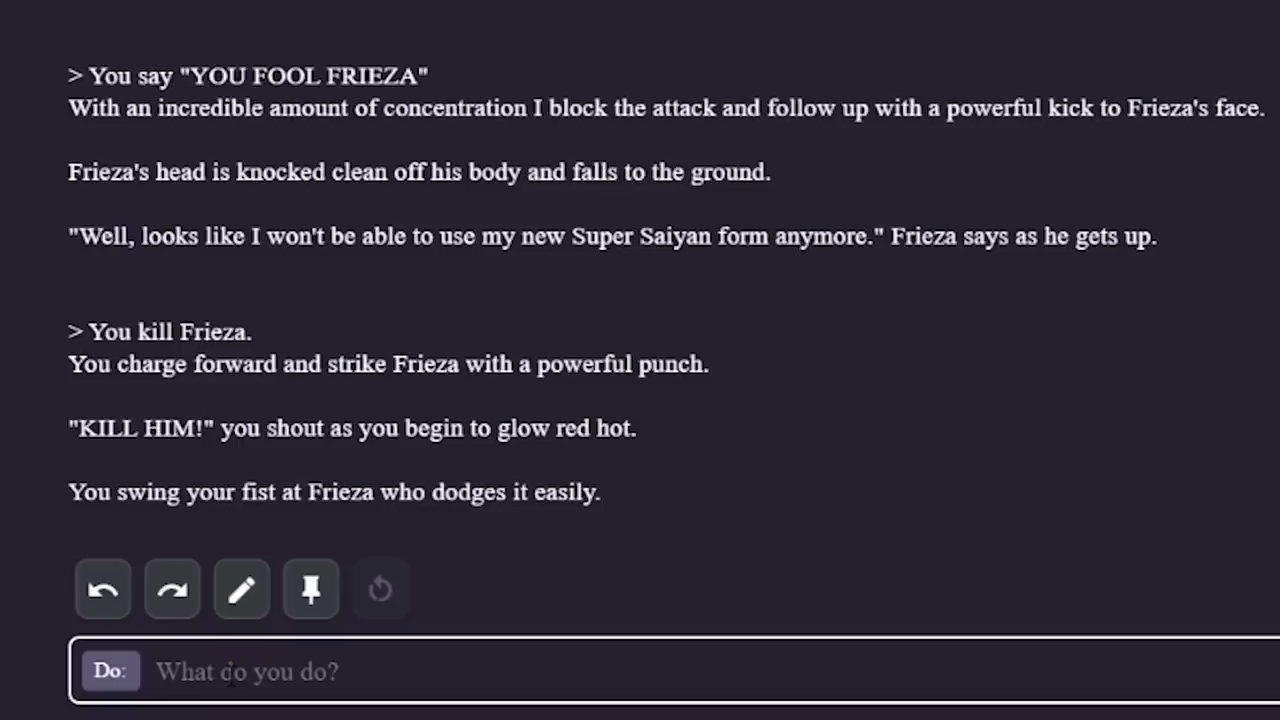 > You say "YOU FOOL FRIEZA"
With an incredible amount of concentration I block the attack and follow up with a powerful kick to Frieza's face.
Frieza's head is knocked clean off his body and falls to the ground.
"Well, looks like I won't be able to use my new Super Saiyan form anymore." Frieza says as he gets up.
> You kill Frieza.
You charge forward and strike Frieza with a powerful punch.
"KILL HIM!" you shout as you begin to glow red hot.
You swing your fist at Frieza who dodges it easily.
Do: What do you do?